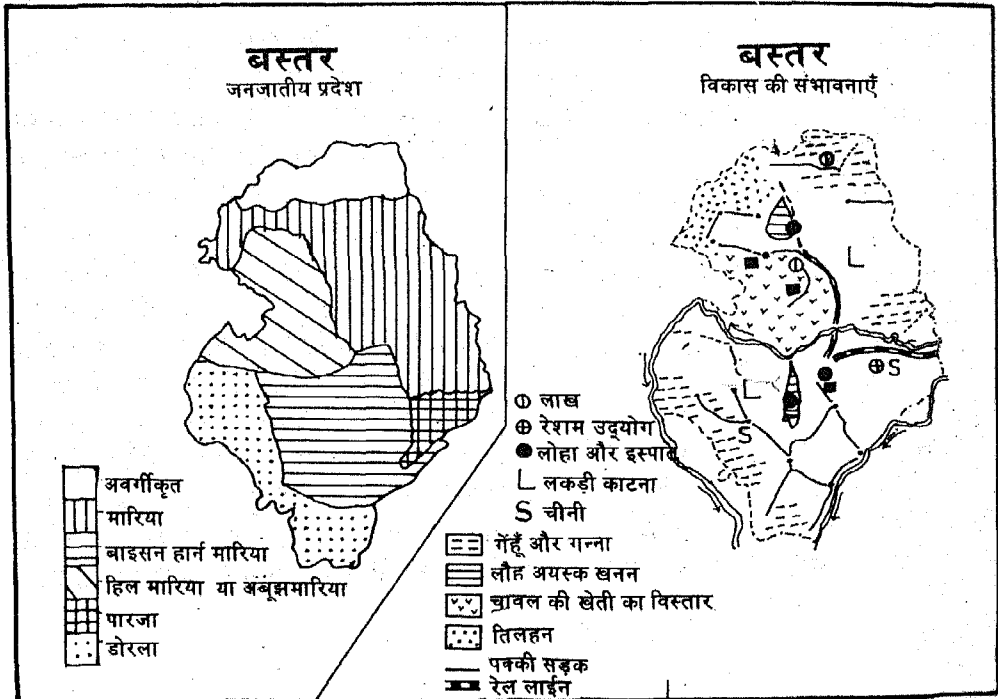 बस्तर
जनजातीय प्रदेश
अवर्गीकृत
मारिया
बाइसन हार्न मारिया
हिल मारिया या अबूझमारिया
पारजा
डोरला
बस्तर
विकास की संभावनाएँ
लाख
रेशम उद्योग
लोहा और इस्पात
L लकड़ी काटना
S चीनी
गेंहूँ और गन्ना
लौह अयस्क खनन
चावल की खेती का विस्तार
तिलहन
पक्की सड़क
रेल लाईन
L
L
S
S